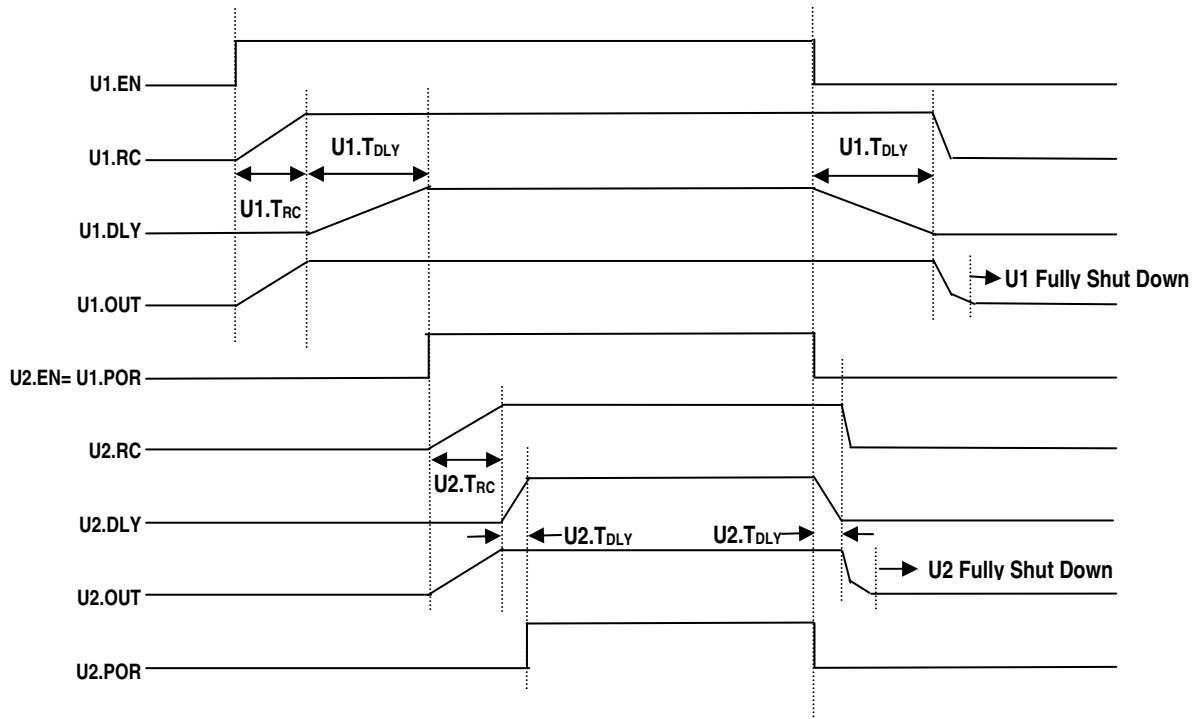 U1.EN
U1.RC
U1.TDLY
U1.TDLY
U1.TRC
U1.DLY
U1 Fully Shut Down
U1.OUT
U2.EN= U1.POR
U2.RC
U2.TRC
U2.DLY
U2.TDLY
U2.TDLY
U2 Fully Shut Down
U2.OUT
U2.POR